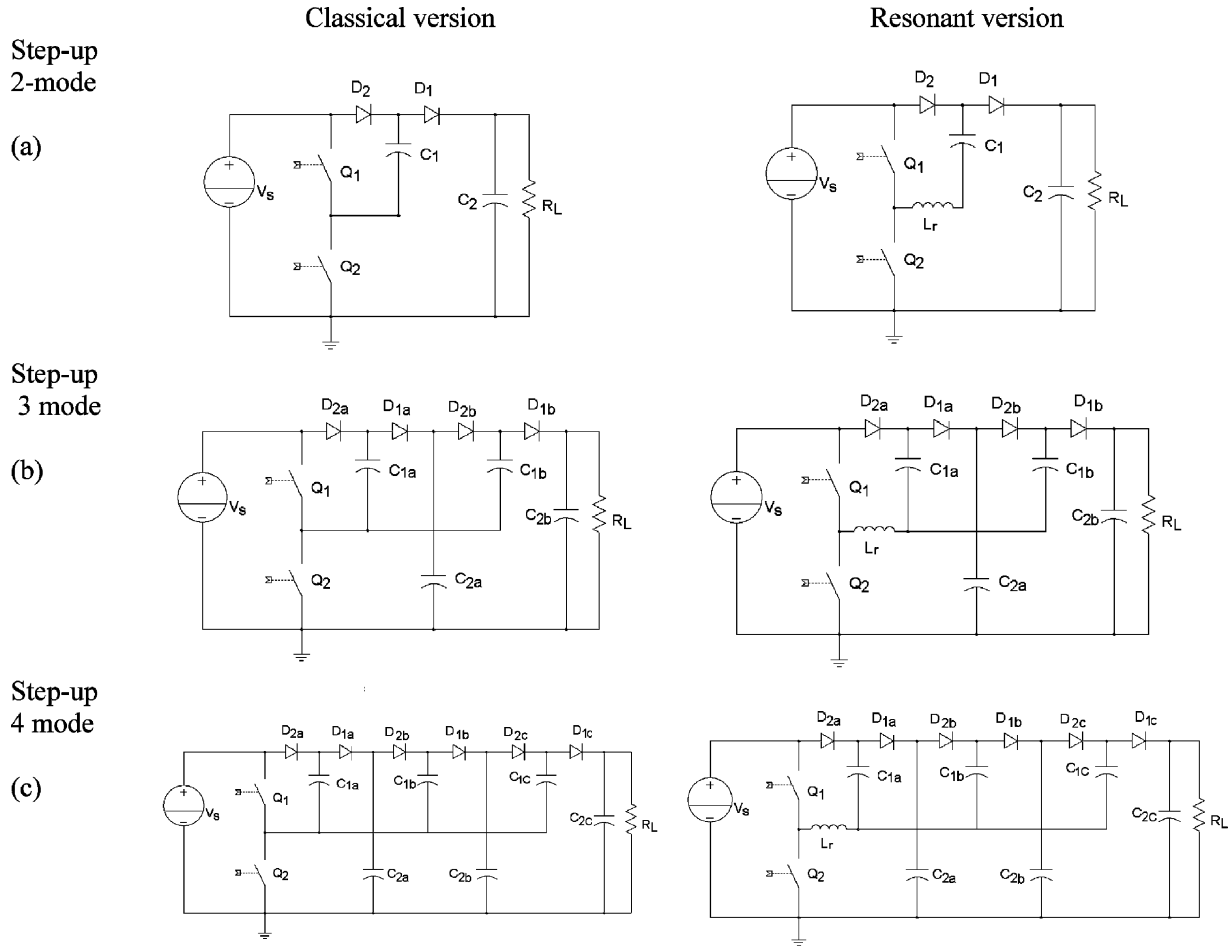 Classical version
Resonant version
Step-up
2-mode
(a)
D2 D1
C1
Q1
Vs
C2
RL
Q2
D2 D1
C1
Q1
Vs
Lr
C2
RL
Q2
Step-up
3 mode
(b)
D2a D1a D2b D1b
C1a
C1b
Q1
Vs
C2b
RL
Q2
C2a
D2a D1a D2b D1b
C1a
C1b
Q1
Vs
Lr
C2b
RL
Q2
C2a
Step-up
4 mode
(c)
D2a D1a D2b D1b D2c D1c
C1a
C1b
C1C
Q1
Vs
C2C
RL
Q2
C2a
C2b
D2a D1a D2b D1b D2c D1c
C1a
C1b
C1C
Q1
Vs
Lr
C2C
RL
Q2
C2a
C2b